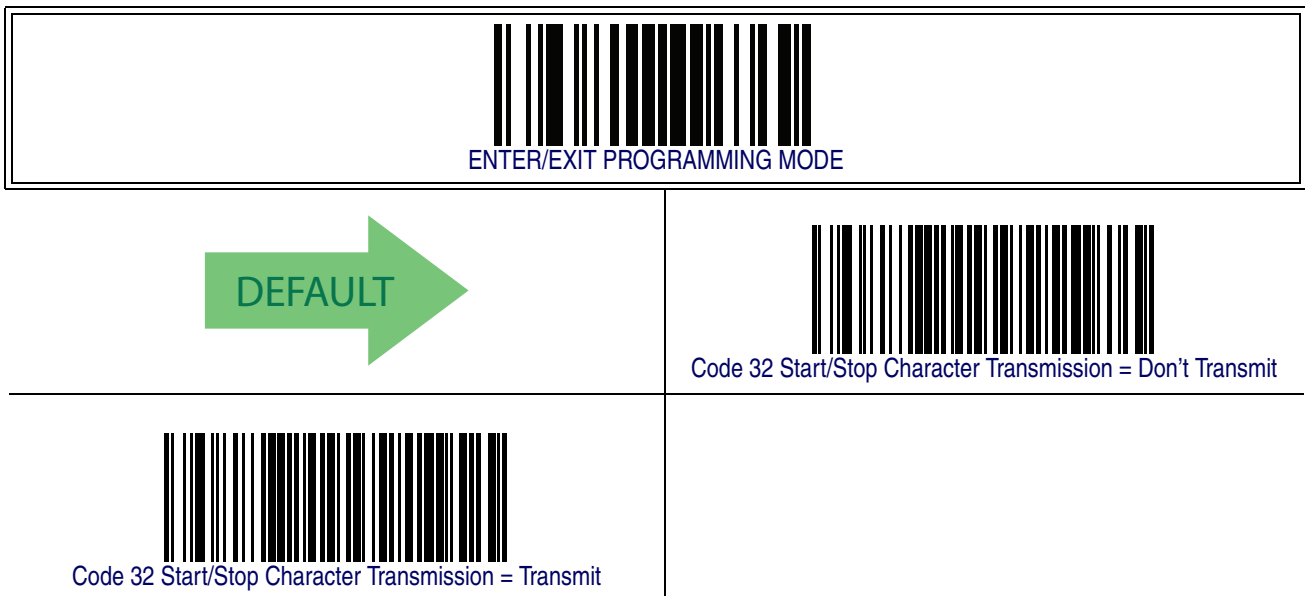 ENTER/EXIT PROGRAMMING MODE
DEFAULT
Code 32 Start/Stop Character Transmission = Don’t Transmit
Code 32 Start/Stop Character Transmission = Transmit